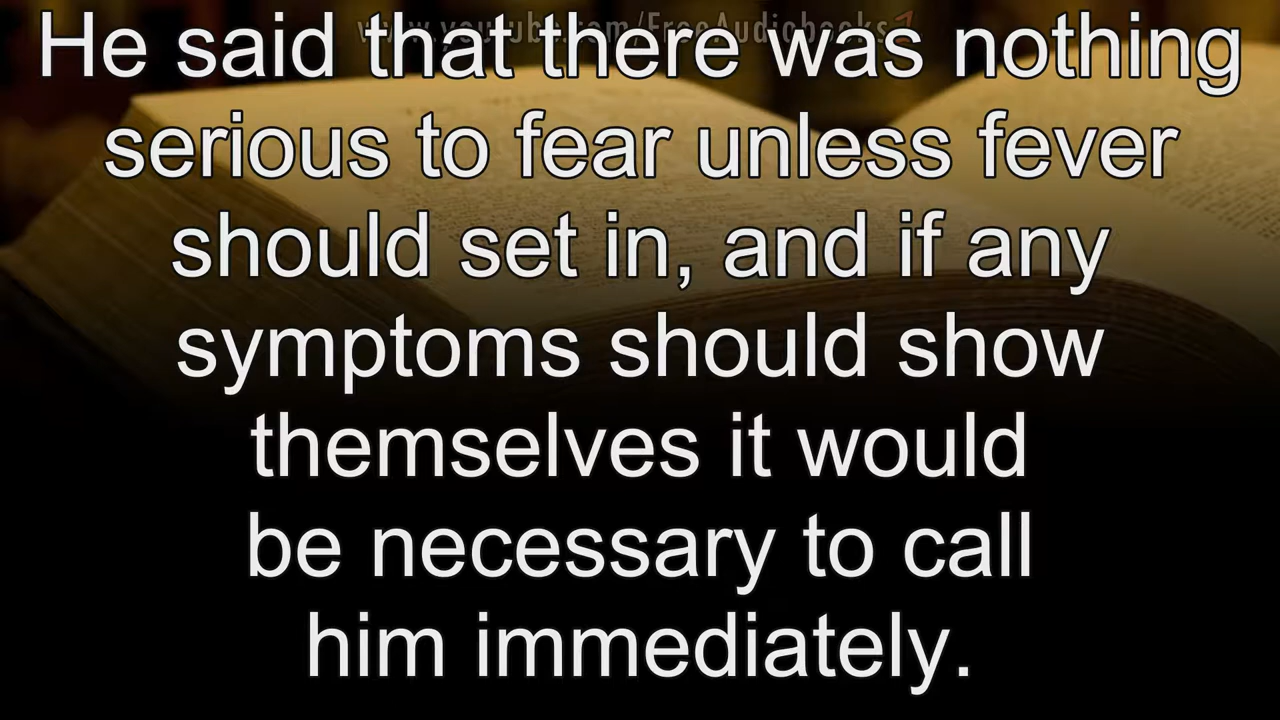 www.youtube.com/FreeAudiobooks1
He said that there was nothing
serious to fear unless fever
should set in, and if any
symptoms should show
themselves it would
be necessary to call
him immediately.